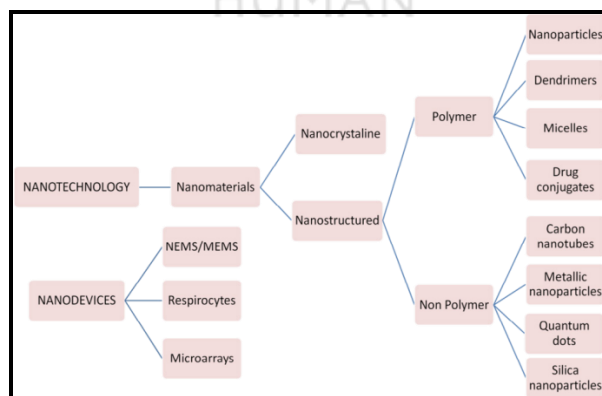 HUMAN
Nanoparticles
Dendrimers
Polymer
Micelles
Nanocrystaline
Drug
conjugates
NANOTECHNOLOGY
Nanomaterials
Nanostructured
Carbon
nanotubes
NEMS/MEMS
Metallic
nanoparticles
NANODEVICES
Respirocytes
Non Polymer
Quantum
dots
Microarrays
Silica
nanoparticles